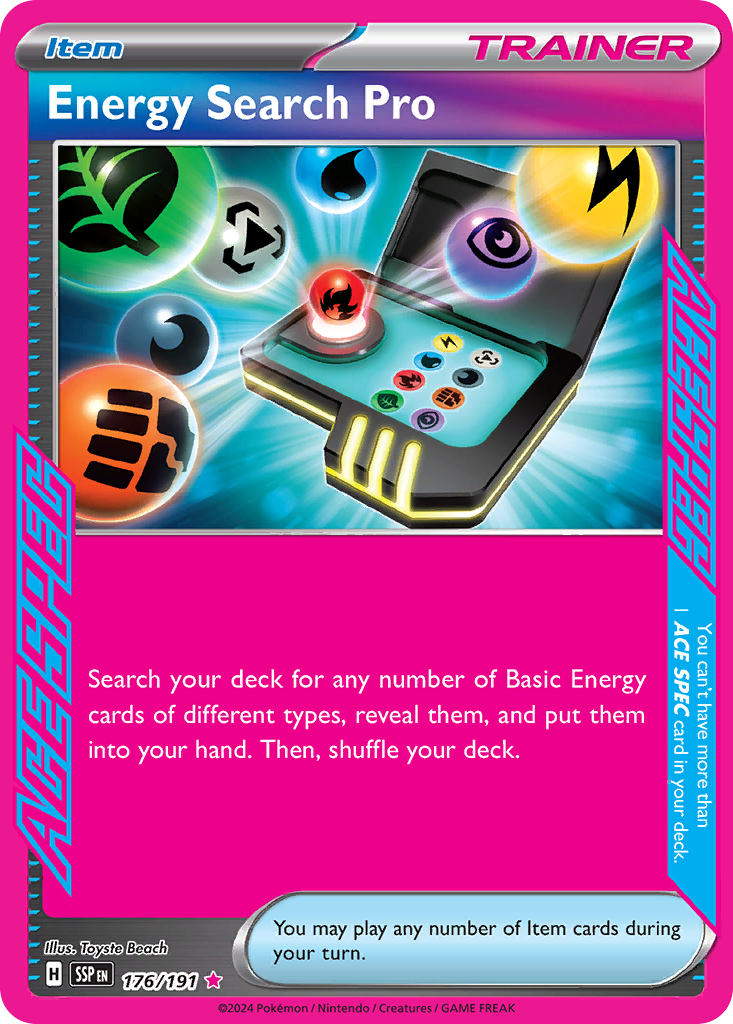 Item
TRAINER
Energy Search Pro
ACE SPEC
ACE SPEC
You can't have more than
1 ACE SPEC card in your deck.
Search your deck for any number of Basic Energy
cards of different types, reveal them, and put them
into your hand. Then, shuffle your deck.
You may play any number of Item cards during
your turn.
Illus. Toyste Beach
H SSP EN 176/191
©2024 Pokémon / Nintendo / Creatures / GAME FREAK